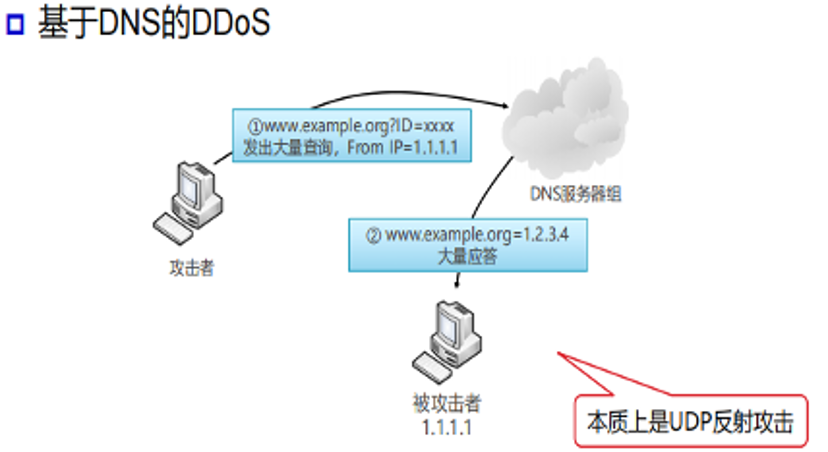 基于DNS的DDoS
①www.example.org?ID=xxxx
发出大量查询，From IP=1.1.1.1
DNS服务器组
② www.example.org=1.2.3.4
大量应答
攻击者
被攻击者
1.1.1.1
本质上是UDP反射攻击